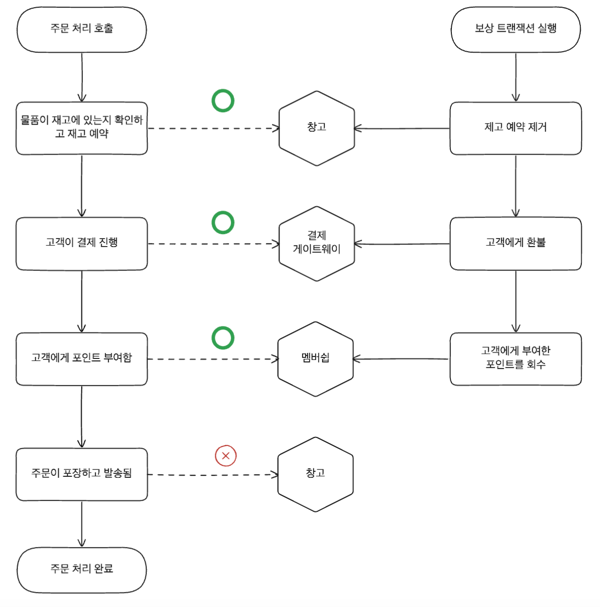 주문 처리 호출
보상 트랜잭션 실행
물품이 재고에 있는지 확인하
고 재고 예약
창고
제고 예약 제거
고객이 결제 진행
결제
게이트웨이
고객에게 환불
고객에게 포인트 부여함
멤버쉽
고객에게 부여한
포인트를 회수
주문이 포장하고 발송됨
창고
주문 처리 완료